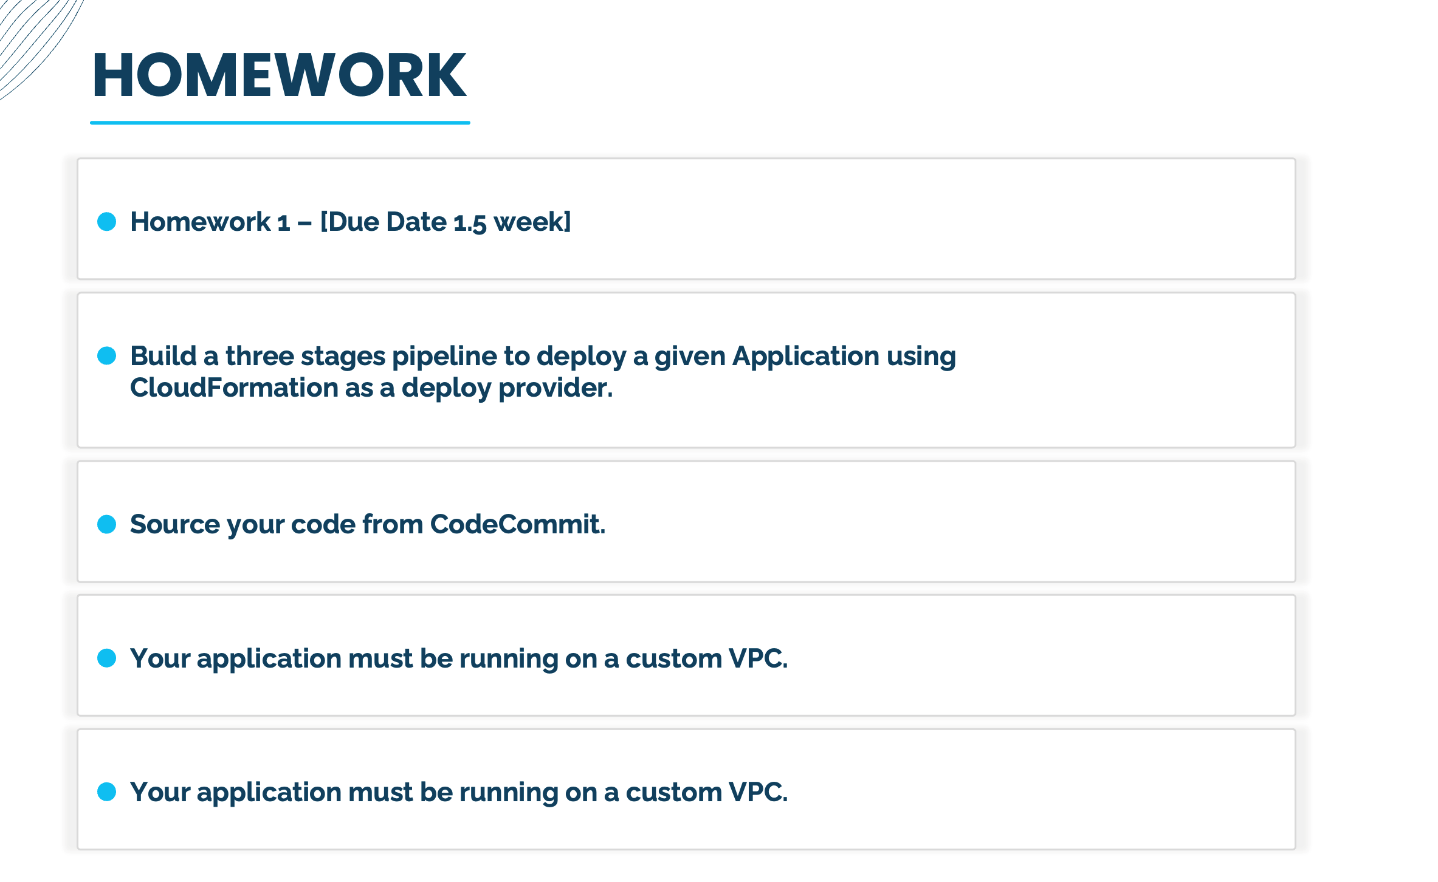 HOMEWORK
Homework 1 – [Due Date 1.5 week]
Build a three stages pipeline to deploy a given Application using
CloudFormation as a deploy provider.
Source your code from CodeCommit.
Your application must be running on a custom VPC.
Your application must be running on a custom VPC.